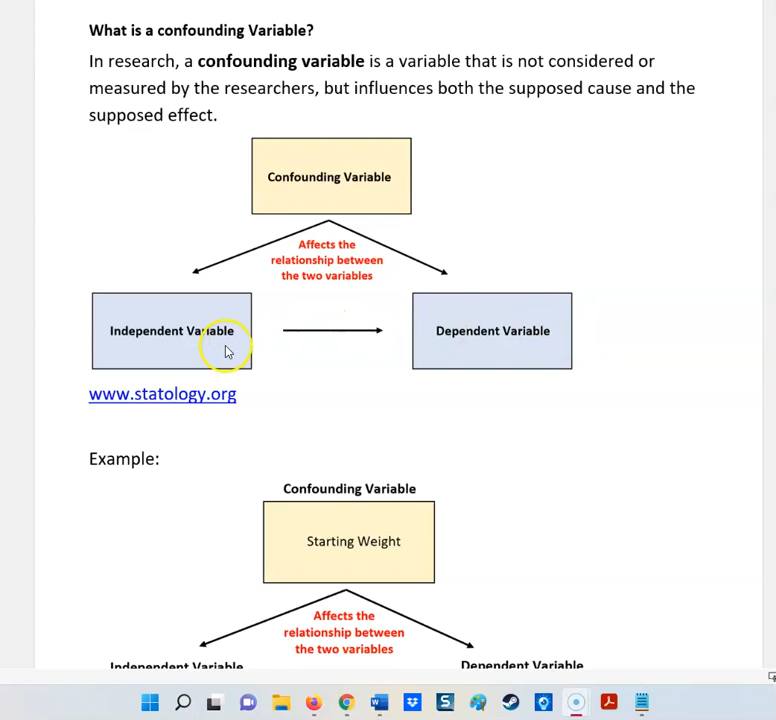 What is a confounding Variable?
In research, a confounding variable is a variable that is not considered or
measured by the researchers, but influences both the supposed cause and the
supposed effect.
Confounding Variable
Affects the
relationship between
the two variables
Independent Variable
Dependent Variable
www.statology.org
Example:
Confounding Variable
Starting Weight
Affects the
relationship between
the two variables
Independent Variable
Dependent Variable